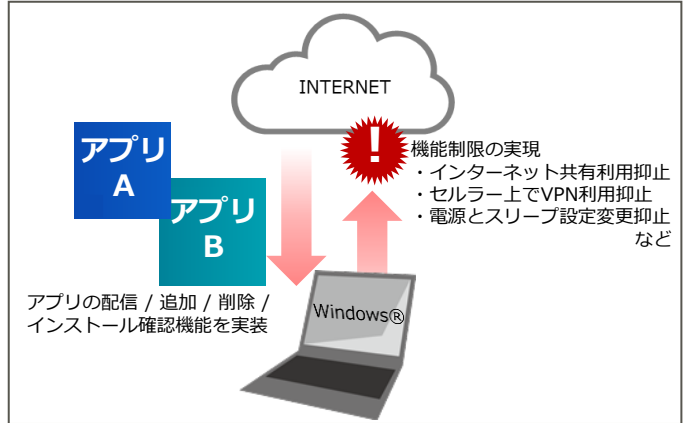 INTERNET
アプリ
A
アプリ
B
!
機能制限の実現
・インターネット共有利用抑止
・セルラー上でVPN利用抑止
・電源とスリープ設定変更抑止
など
アプリの配信 / 追加 / 削除 /
インストール確認機能を実装
Windows®